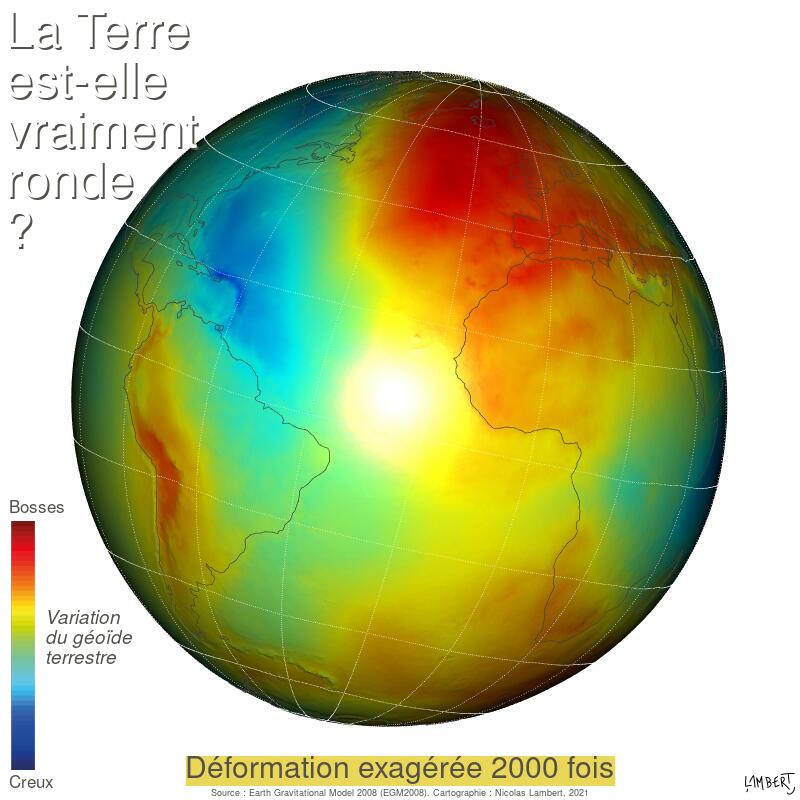 La Terre
est-elle
vraiment
ronde
?
Bosses
Variation
du géoïde
terrestre
Creux
Déformation exagérée 2000 fois
Source : Earth Gravitational Model 2008 (EGM2008). Cartographie : Nicolas Lambert, 2021
LAMBERT